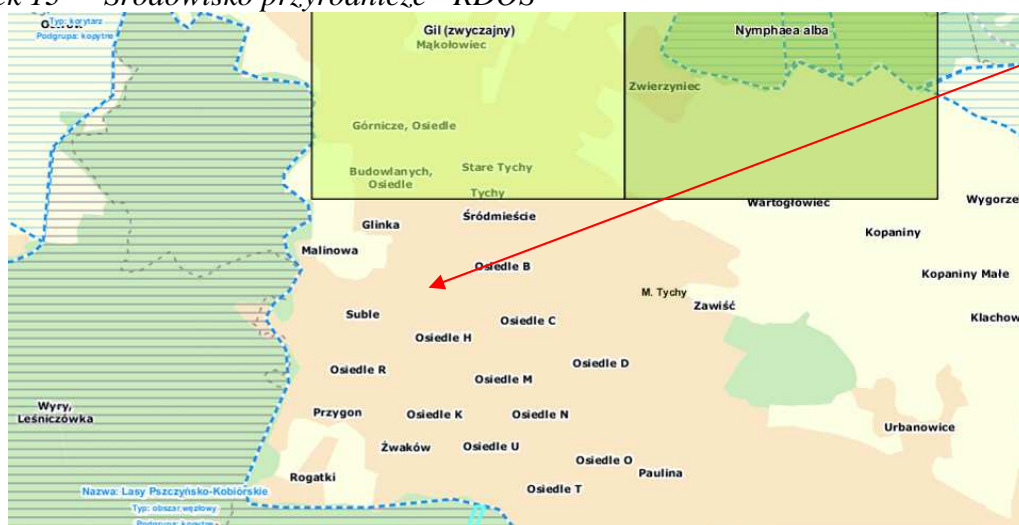 Środowisko przyrodnicze - RDOŚ
Typ: korytarz
Podgrupa: kopytne
Gil (zwyczajny)
Mąkołowiec
Nymphaea alba
Zwierzyniec
Górnicze, Osiedle
Budowlanych,
Osiedle
Stare Tychy
Tychy
Śródmieście
Glinka
Malinowa
Wartogłowiec
Wygorze
Kopaniny
Osiedle B
Kopaniny Małe
M. Tychy
Zawiść
Klachow
Suble
Osiedle C
Osiedle H
Osiedle D
Osiedle R
Osiedle M
Wyry,
Leśniczówka
Przygon
Osiedle K
Osiedle N
Urbanowice
Żwaków
Osiedle U
Osiedle O
Paulina
Rogatki
Osiedle T
Nazwa: Lasy Pszczyńsko-Kobiórskie
Typ: obszar węzłowy
Podgrupa: kopytne